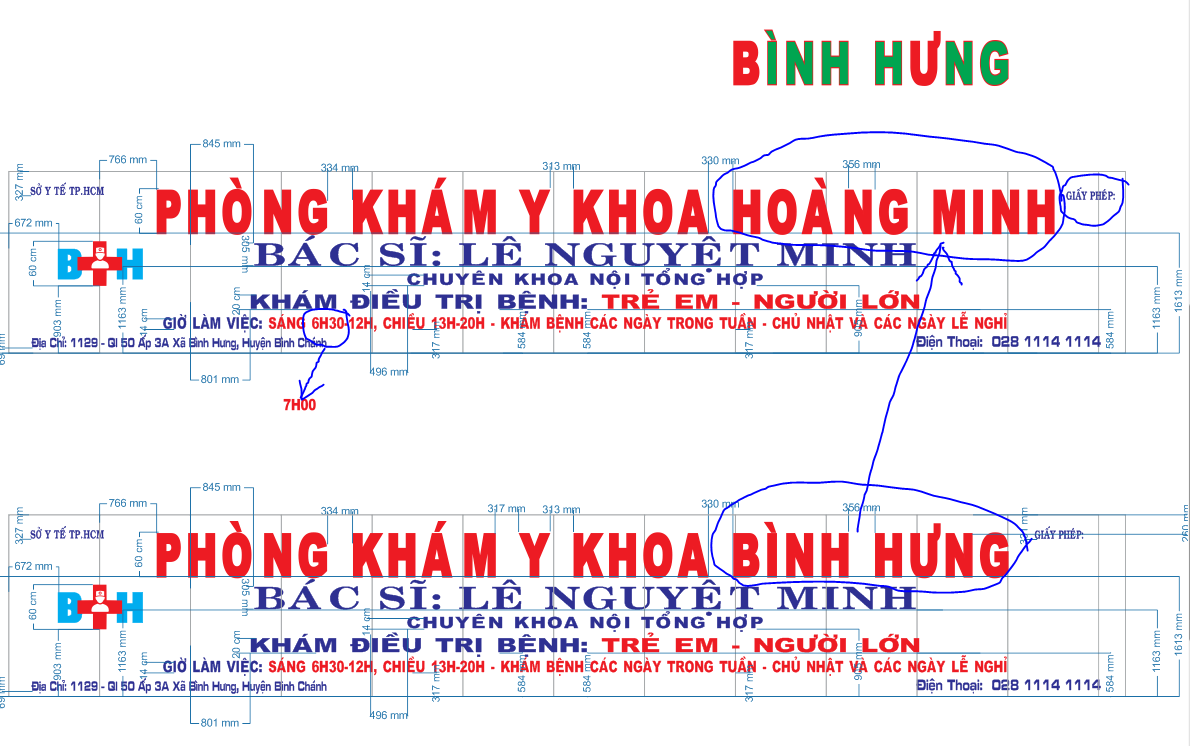 BÌNH HƯNG
845 mm
766 mm
334 mm
313 mm
330 mm
356 mm
327 mm
SỞ Y TẾ TP.HCM
60 cm
PHÒNG KHÁM Y KHOA HOÀNG MINH
GIẤY PHÉP:
672 mm
BÁC SĨ: LÊ NGUYỆT MINH
305 mm
60 cm
B H
CHUYÊN KHOA NỘI TỔNG HỢP
14 cm
KHÁM ĐIỀU TRỊ BỆNH: TRẺ EM - NGƯỜI LỚN
20 cm
903 mm
1163 mm
44 cm
1163 mm
1613 mm
GIỜ LÀM VIỆC: SÁNG 6H30-12H, CHIỀU 13H-20H - KHÁM BỆNH CÁC NGÀY TRONG TUẦN - CHỦ NHẬT VÀ CÁC NGÀY LỄ NGHỈ
Địa Chỉ: 1129 - Ql 50 Ấp 3A Xã Bình Hưng, Huyện Bình Chánh
Điện Thoại: 028 1114 1114
317 mm
584 mm
584 mm
317 mm
584 mm
801 mm
496 mm
7H00
845 mm
766 mm
334 mm
317 mm
313 mm
330 mm
356 mm
327 mm
SỞ Y TẾ TP.HCM
60 cm
PHÒNG KHÁM Y KHOA BÌNH HƯNG
GIẤY PHÉP:
672 mm
BÁC SĨ: LÊ NGUYỆT MINH
305 mm
60 cm
B H
CHUYÊN KHOA NỘI TỔNG HỢP
14 cm
KHÁM ĐIỀU TRỊ BỆNH: TRẺ EM - NGƯỜI LỚN
20 cm
903 mm
1163 mm
44 cm
1163 mm
1613 mm
GIỜ LÀM VIỆC: SÁNG 6H30-12H, CHIỀU 13H-20H - KHÁM BỆNH CÁC NGÀY TRONG TUẦN - CHỦ NHẬT VÀ CÁC NGÀY LỄ NGHỈ
Địa Chỉ: 1129 - Ql 50 Ấp 3A Xã Bình Hưng, Huyện Bình Chánh
Điện Thoại: 028 1114 1114
317 mm
584 mm
584 mm
317 mm
584 mm
801 mm
496 mm